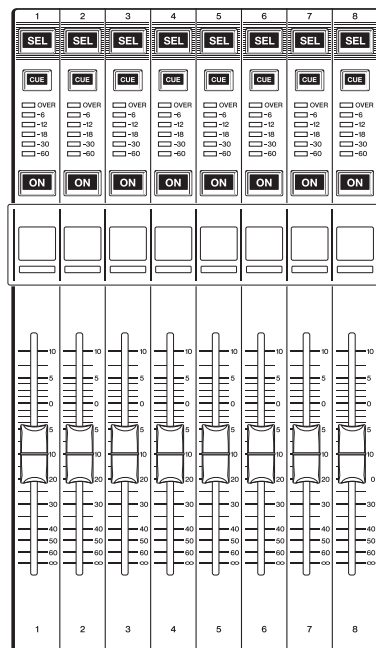 1 2 3 4 5 6 7 8
SEL SEL SEL SEL SEL SEL SEL SEL
CUE CUE CUE CUE CUE CUE CUE CUE
OVER OVER OVER OVER OVER OVER OVER OVER
-6 -6 -6 -6 -6 -6 -6 -6
-12 -12 -12 -12 -12 -12 -12 -12
-18 -18 -18 -18 -18 -18 -18 -18
-30 -30 -30 -30 -30 -30 -30 -30
-60 -60 -60 -60 -60 -60 -60 -60
ON ON ON ON ON ON ON ON
10 10 10 10 10 10 10 10
5 5 5 5 5 5 5 5
0 0 0 0 0 0 0 0
5 5 5 5 5 5 5 5
10 10 10 10 10 10 10 10
20 20 20 20 20 20 20 0
30 30 30 30 30 30 30 30
40 40 40 40 40 40 40 40
50 50 50 50 50 50 50 50
60 60 60 60 60 60 60 60
∞ ∞ ∞ ∞ ∞ ∞ ∞ ∞
1 2 3 4 5 6 7 8